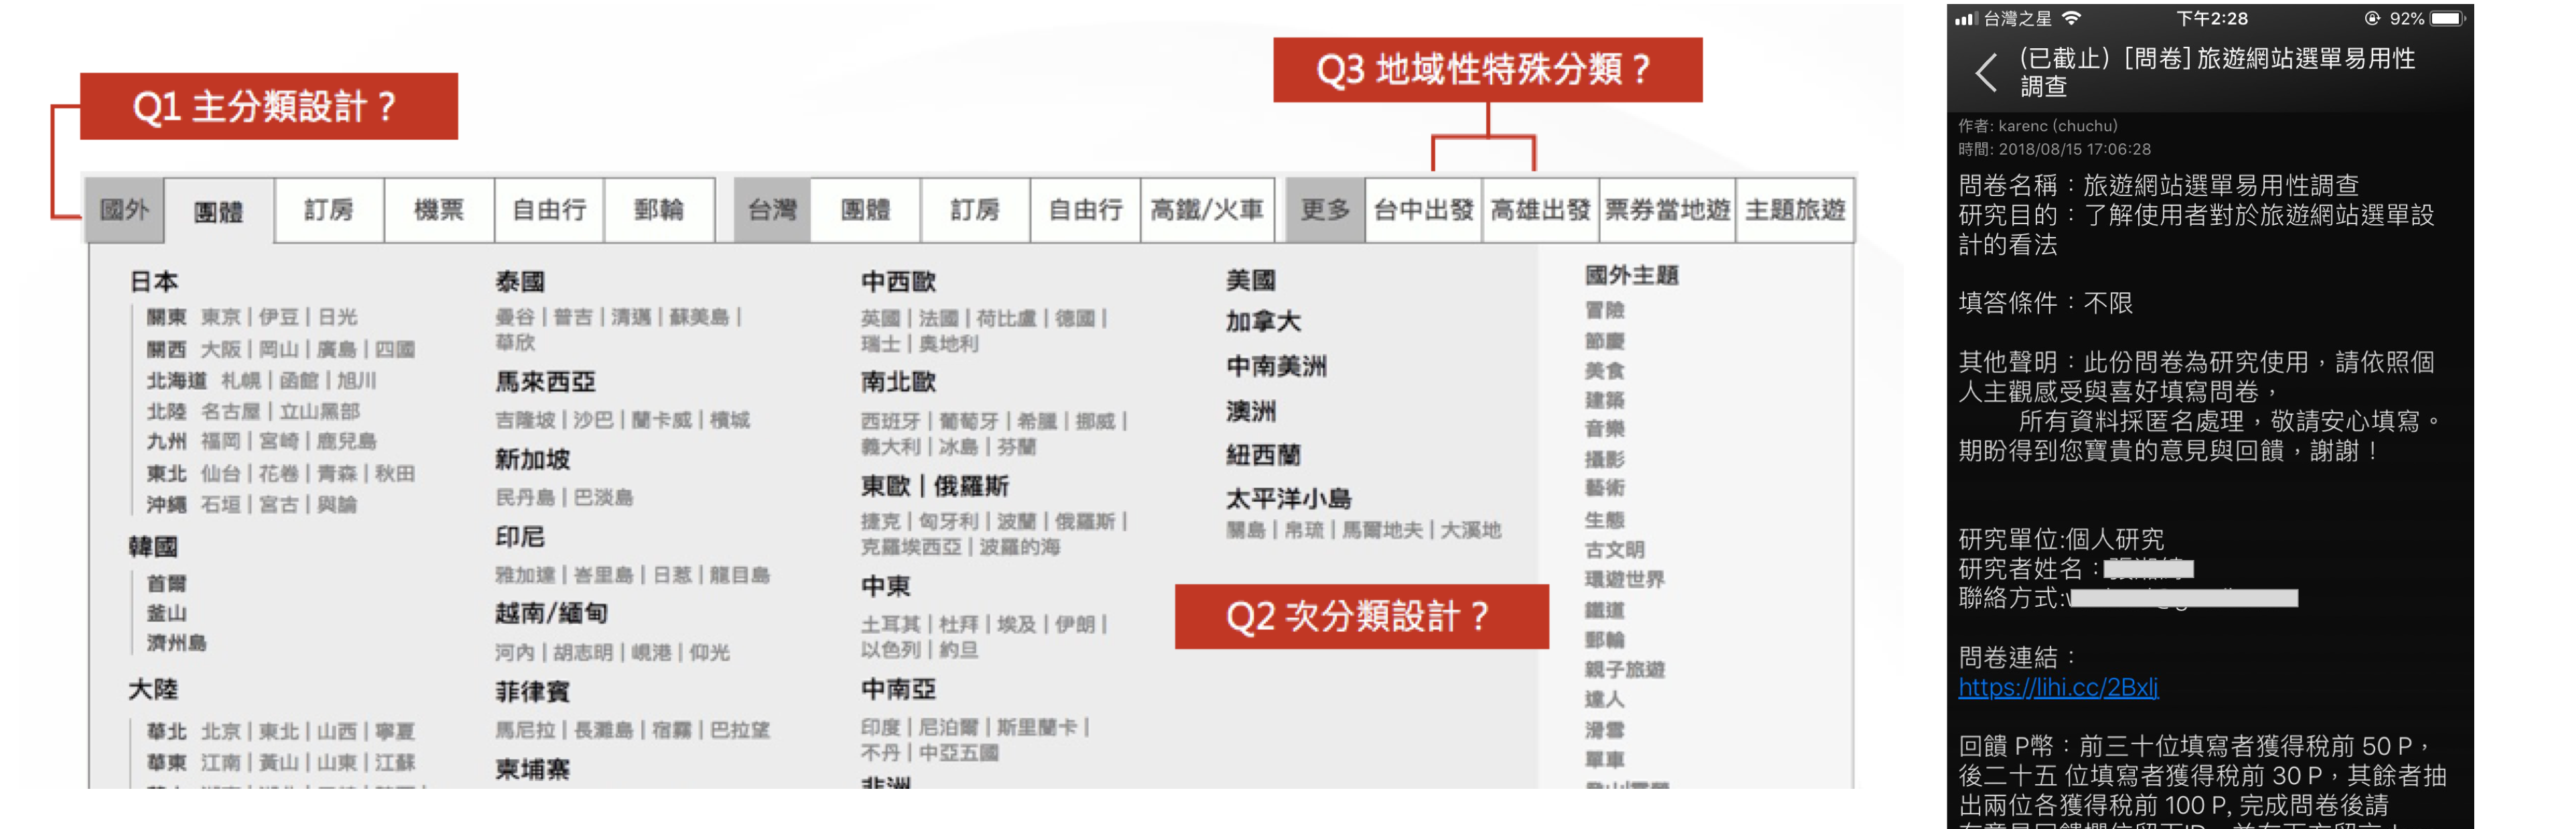 Q1 主分類設計？
Q3 地域性特殊分類？
國外 團體 訂房 機票 自由行 郵輪 台灣 團體 訂房 自由行 高鐵/火車 更多 台中出發 高雄出發 票券當地遊 主題旅遊
日本
關東 東京 | 伊豆 | 日光
關西 大阪 | 岡山 | 廣島 | 四國
北海道 札幌 | 函館 | 旭川
北陸 名古屋 | 立山黑部
九州 福岡 | 宮崎 | 鹿兒島
東北 仙台 | 花卷 | 青森 | 秋田
沖繩 石垣 | 宮古 | 與論
韓國
首爾
釜山
濟州島
大陸
華北 北京 | 東北 | 山西 | 寧夏
華東 江南 | 黃山 | 山東 | 江蘇
泰國
曼谷 | 普吉 | 清邁 | 蘇美島 |
華欣
馬來西亞
吉隆坡 | 沙巴 | 蘭卡威 | 檳城
新加坡
民丹島 | 巴淡島
印尼
雅加達 | 峇里島 | 日惹 | 龍目島
越南/緬甸
河內 | 胡志明 | 峴港 | 仰光
菲律賓
馬尼拉 | 長灘島 | 宿霧 | 巴拉望
柬埔寨
中西歐
英國 | 法國 | 荷比盧 | 德國 |
瑞士 | 奧地利
南北歐
西班牙 | 葡萄牙 | 希臘 | 挪威 |
義大利 | 冰島 | 芬蘭
東歐 | 俄羅斯
捷克 | 匈牙利 | 波蘭 | 俄羅斯 |
克羅埃西亞 | 波羅的海
中東
土耳其 | 杜拜 | 埃及 | 伊朗 |
以色列 | 約旦
中南亞
印度 | 尼泊爾 | 斯里蘭卡 |
不丹 | 中亞五國
非洲
美國
加拿大
中南美洲
澳洲
紐西蘭
太平洋小島
關島 | 帛琉 | 馬爾地夫 | 大溪地
Q2 次分類設計？
國外主題
冒險
節慶
美食
建築
音樂
攝影
藝術
生態
古文明
環遊世界
鐵道
郵輪
親子旅遊
達人
滑雪
單車
台灣之星 下午2:28 92%
(已截止) [問卷] 旅遊網站選單易用性
調查
作者: karenc (chuchu)
時間: 2018/08/15 17:06:28
問卷名稱：旅遊網站選單易用性調查
研究目的：了解使用者對於旅遊網站選單設
計的看法
填答條件：不限
其他聲明：此份問卷為研究使用，請依照個
人主觀感受與喜好填寫問卷，
所有資料採匿名處理，敬請安心填寫。
期盼得到您寶貴的意見與回饋，謝謝！
研究單位:個人研究
研究者姓名：
聯絡方式:
問卷連結：
https://lihi.cc/2Bxlj
回饋 P幣：前三十位填寫者獲得稅前 50 P，
後二十五 位填寫者獲得稅前 30 P，其餘者抽
出兩位各獲得稅前 100 P, 完成問卷後請